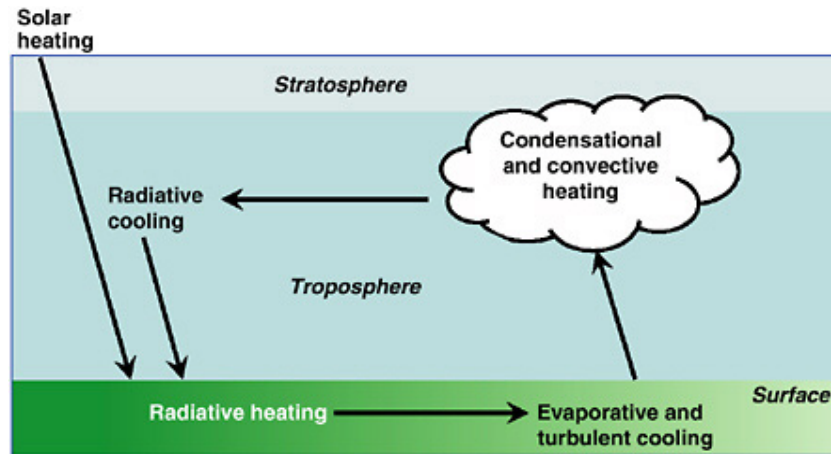 Solar
heating
Stratosphere
Condensational
and convective
heating
Radiative
cooling
Troposphere
Surface
Radiative heating
Evaporative and
turbulent cooling